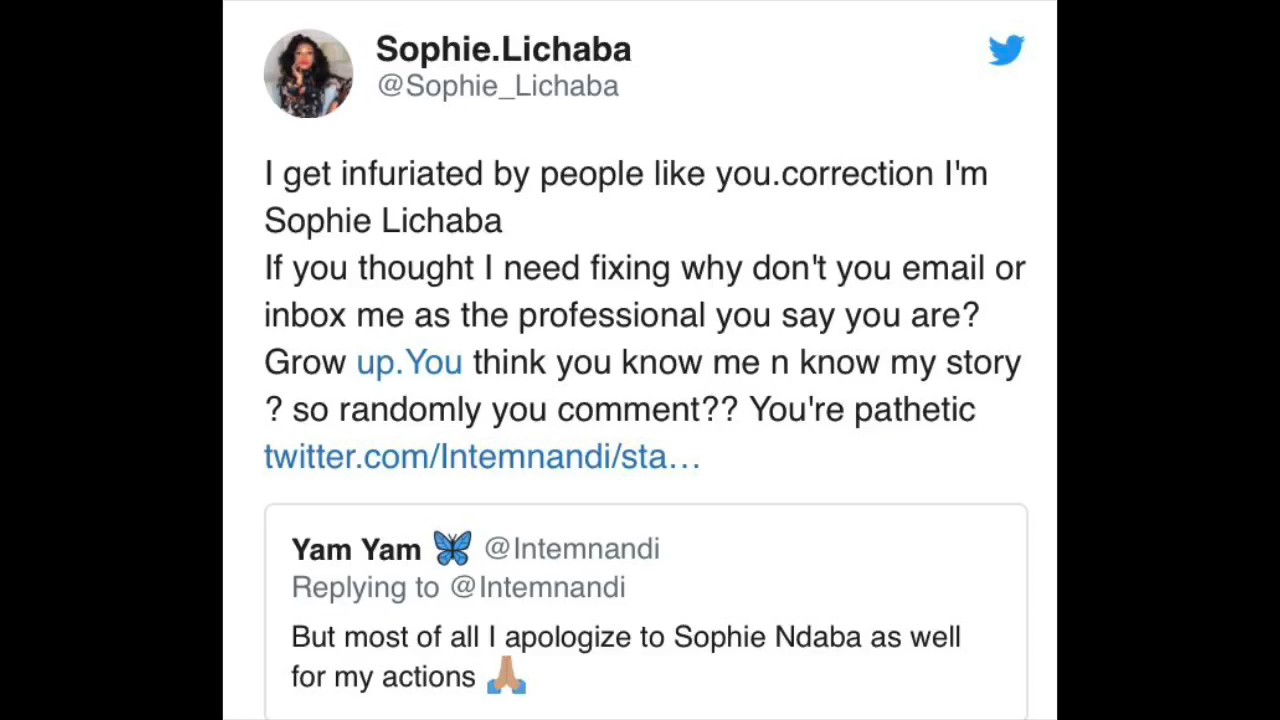 Sophie.Lichaba
@Sophie_Lichaba
I get infuriated by people like you.correction I'm
Sophie Lichaba
If you thought I need fixing why don't you email or
inbox me as the professional you say you are?
Grow up.You think you know me n know my story
? so randomly you comment?? You're pathetic
twitter.com/Intemnandi/sta…
Yam Yam 🦋 @Intemnandi
Replying to @Intemnandi
But most of all I apologize to Sophie Ndaba as well
for my actions 🙏🏽